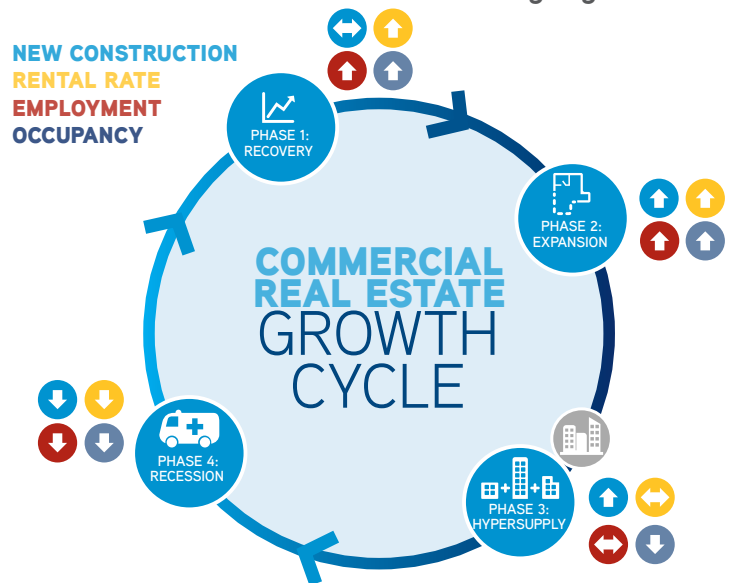 NEW CONSTRUCTION
RENTAL RATE
EMPLOYMENT
OCCUPANCY
PHASE 1:
RECOVERY
PHASE 2:
EXPANSION
COMMERCIAL
REAL ESTATE
GROWTH
CYCLE
PHASE 4:
RECESSION
PHASE 3:
HYPERSUPPLY